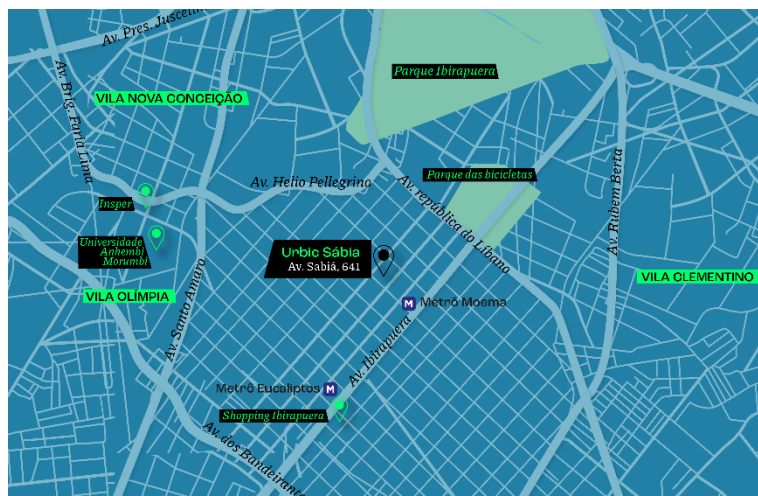 Av. Pres. Juscelin
Parque Ibirapuera
VILA NOVA CONCEIÇÃO
Av. Brig. Faria Lima
Av. Helio Pellegrino
Parque das bicicletas
Insper
Av. república do Líbano
Av. Rubem Berta
Universidade
Anhembi
Morumbi
Urbic Sábia
Av. Sabiá, 641
VILA CLEMENTINO
VILA OLÍMPIA
M Metrô Moema
Av. Santo Amaro
Av. Ibirapuera
Metrô Eucaliptos M
Shopping Ibirapuera
Av. dos Bandeirante